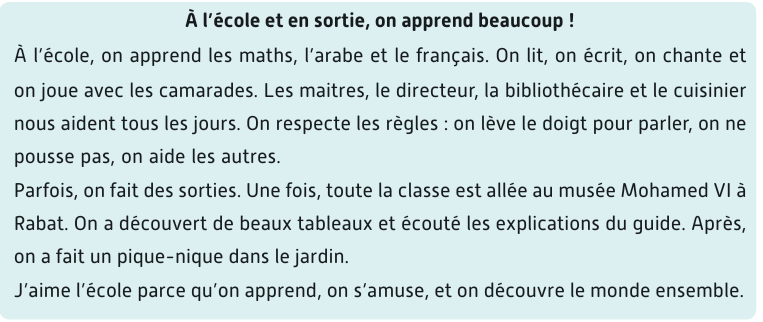 À l’école et en sortie, on apprend beaucoup !
À l’école, on apprend les maths, l’arabe et le français. On lit, on écrit, on chante et
on joue avec les camarades. Les maitres, le directeur, la bibliothécaire et le cuisinier
nous aident tous les jours. On respecte les règles : on lève le doigt pour parler, on ne
pousse pas, on aide les autres.
Parfois, on fait des sorties. Une fois, toute la classe est allée au musée Mohamed VI à
Rabat. On a découvert de beaux tableaux et écouté les explications du guide. Après,
on a fait un pique-nique dans le jardin.
J’aime l’école parce qu’on apprend, on s’amuse, et on découvre le monde ensemble.